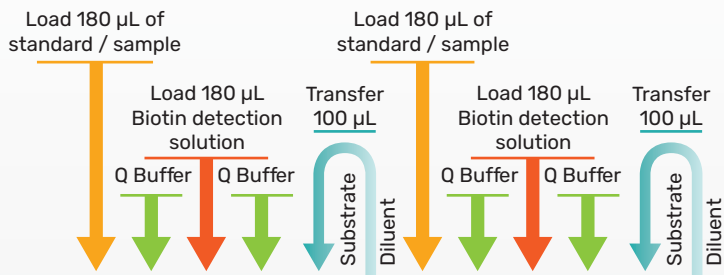 Load 180 µL of
standard / sample
Load 180 µL
Biotin detection
solution
Q Buffer
Q Buffer
Transfer
100 µL
Substrate
Diluent
Load 180 µL of
standard / sample
Load 180 µL
Biotin detection
solution
Q Buffer
Q Buffer
Transfer
100 µL
Substrate
Diluent